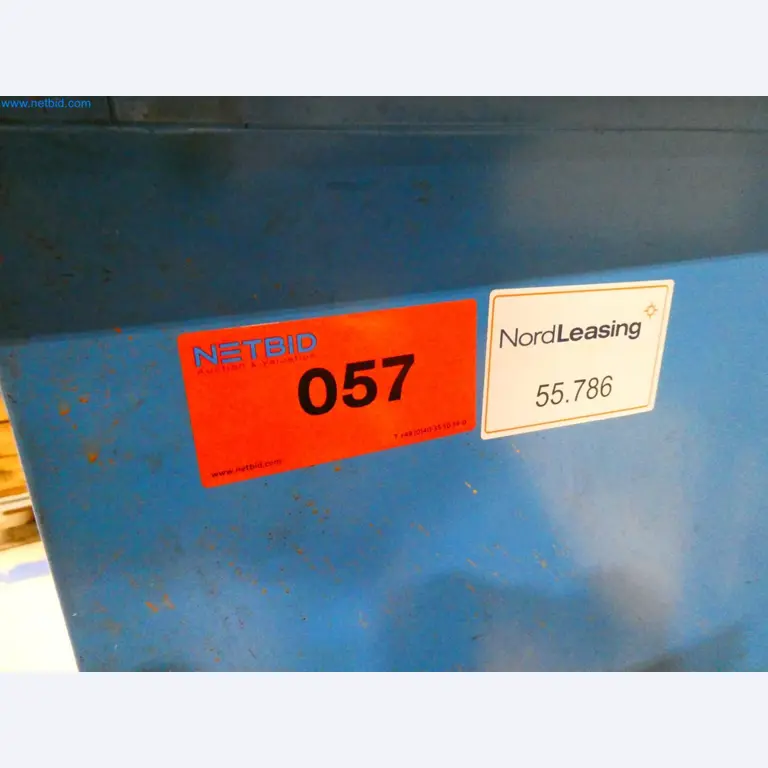 www.netbid.com
NETBID
Auction & Valuation
057
www.netbid.com
NordLeasing
55.786